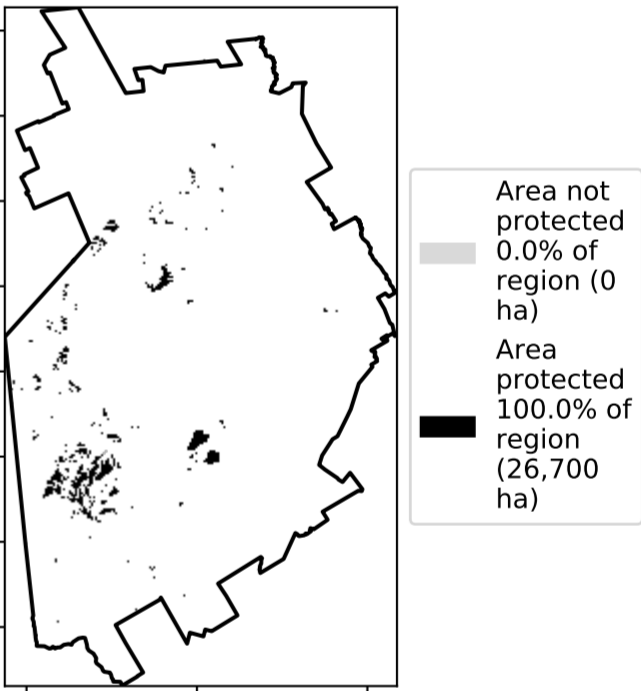 Area not
protected
0.0% of
region (0
ha)
Area
protected
100.0% of
region
(26,700
ha)